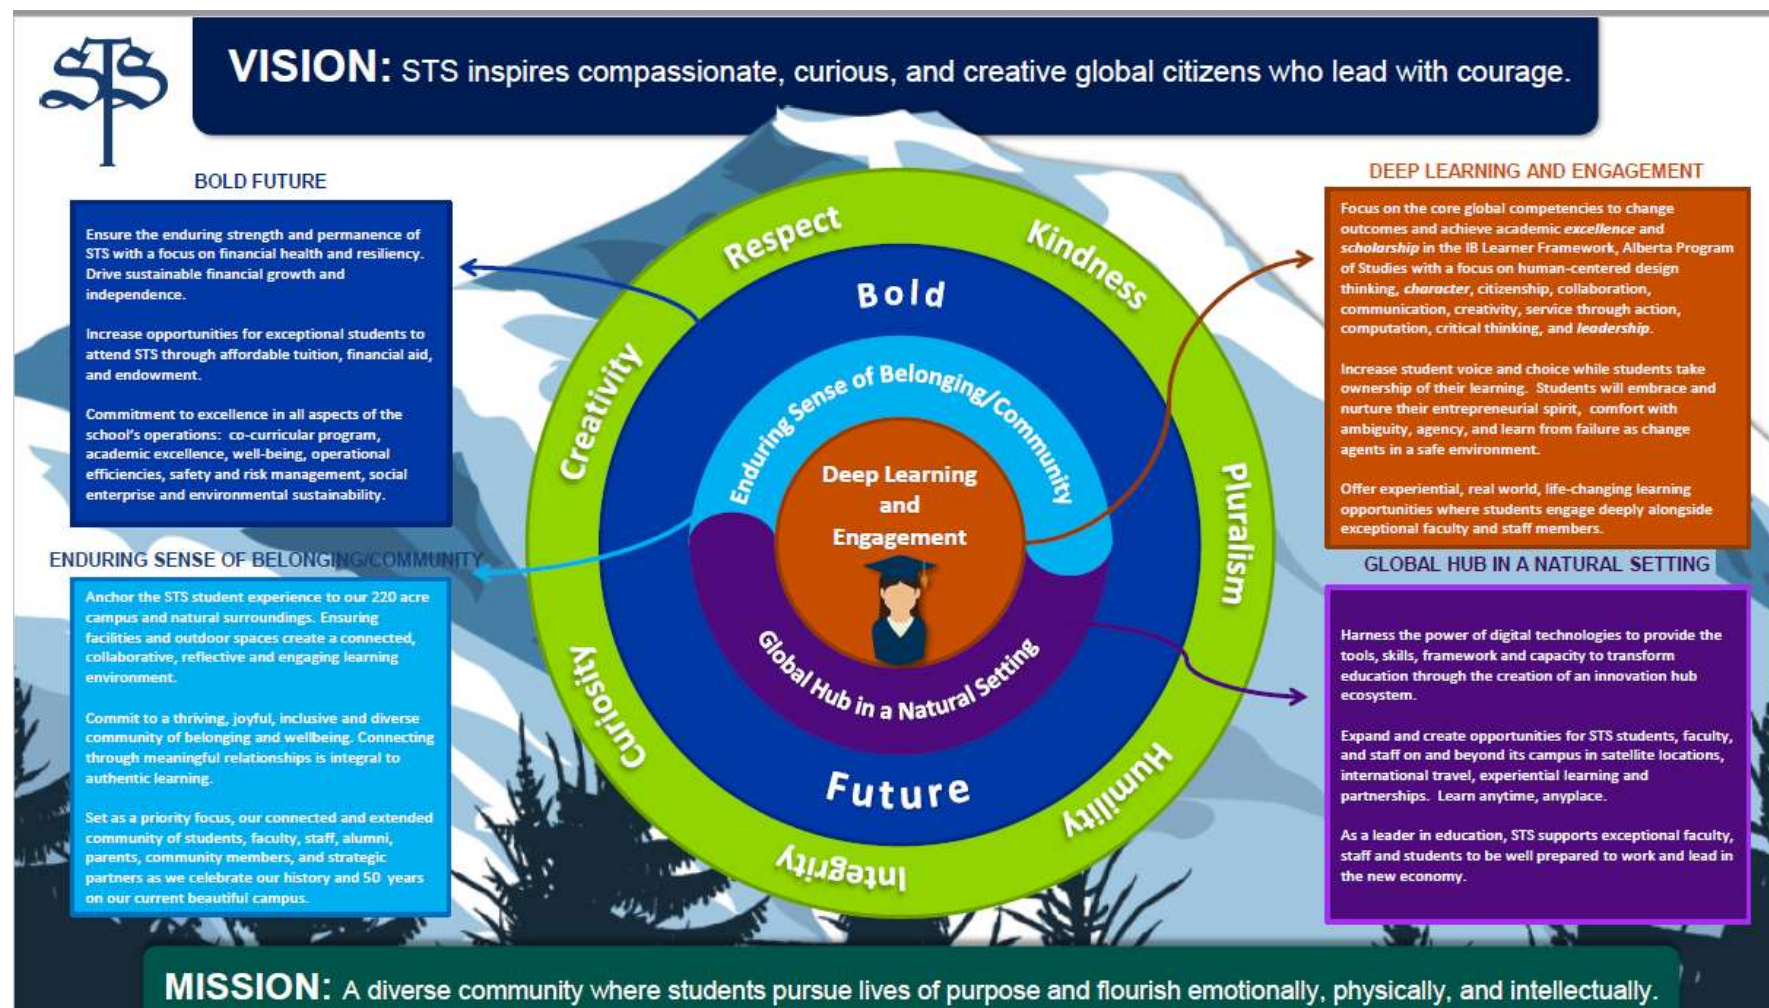 STS
VISION: STS inspires compassionate, curious, and creative global citizens who lead with courage.
BOLD FUTURE
Ensure the enduring strength and permanence of
STS with a focus on financial health and resiliency.
Drive sustainable financial growth and
independence.
Increase opportunities for exceptional students to
attend STS through affordable tuition, financial aid,
and endowment.
Commitment to excellence in all aspects of the
school's operations: co-curricular program,
academic excellence, well-being, operational
efficiencies, safety and risk management, social
enterprise and environmental sustainability.
ENDURING SENSE OF BELONGING/COMMUNITY
Anchor the STS student experience to our 220 acre
campus and natural surroundings. Ensuring
facilities and outdoor spaces create a connected,
collaborative, reflective and engaging learning
environment.
Commit to a thriving, joyful, inclusive and diverse
community of belonging and wellbeing. Connecting
through meaningful relationships is integral to
authentic learning.
Set as a priority focus, our connected and extended
community of students, faculty, staff, alumni,
parents, community members, and strategic
partners as we celebrate our history and 50 years
on our current beautiful campus.
Respect
Kindness
Pluralism
Humility
Integrity
Curiosity
Creativity
Bold
Future
Enduring Sense of Belonging/Community
Deep Learning
and
Engagement
Global Hub in a Natural Setting
DEEP LEARNING AND ENGAGEMENT
Focus on the core global competencies to change
outcomes and achieve academic excellence and
scholarship in the IB Learner Framework, Alberta Program
of Studies with a focus on human-centered design
thinking, character, citizenship, collaboration,
communication, creativity, service through action,
computation, critical thinking, and leadership.
Increase student voice and choice while students take
ownership of their learning. Students will embrace and
nurture their entrepreneurial spirit, comfort with
ambiguity, agency, and learn from failure as change
agents in a safe environment.
Offer experiential, real world, life-changing learning
opportunities where students engage deeply alongside
exceptional faculty and staff members.
GLOBAL HUB IN A NATURAL SETTING
Harness the power of digital technologies to provide the
tools, skills, framework and capacity to transform
education through the creation of an innovation hub
ecosystem.
Expand and create opportunities for STS students, faculty,
and staff on and beyond its campus in satellite locations,
international travel, experiential learning and
partnerships. Learn anytime, anyplace.
As a leader in education, STS supports exceptional faculty,
staff and students to be well prepared to work and lead in
the new economy.
MISSION: A diverse community where students pursue lives of purpose and flourish emotionally, physically, and intellectually.